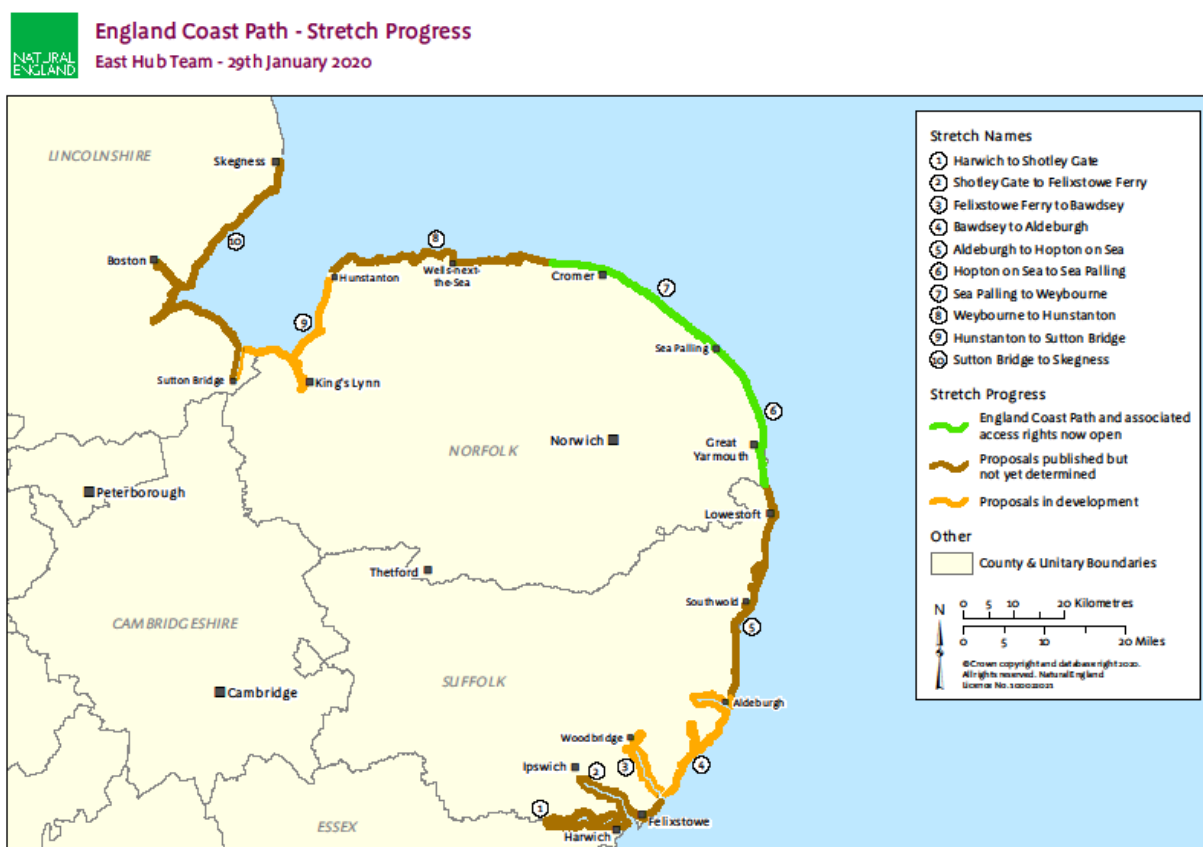 NATURAL
ENGLAND
England Coast Path - Stretch Progress
East Hub Team - 29th January 2020
LINCOLNSHIRE
Skegness
10
Boston
8
Hunstanton
Wells-next-
the-Sea
Cromer
7
9
Sea Palling
Sutton Bridge
King's Lynn
6
Norwich
Great
Yarmouth
NORFOLK
Peterborough
Lowestoft
Thetford
Southwold
CAMBRIDGESHIRE
5
SUFFOLK
Cambridge
Aldeburgh
Woodbridge
Ipswich
2
3
4
1
Felixstowe
ESSEX
Harwich
Stretch Names
1 Harwich to Shotley Gate
2 Shotley Gate to Felixstowe Ferry
3 Felixstowe Ferry to Bawdsey
4 Bawdsey to Aldeburgh
5 Aldeburgh to Hopton on Sea
6 Hopton on Sea to Sea Palling
7 Sea Palling to Weybourne
8 Weybourne to Hunstanton
9 Hunstanton to Sutton Bridge
10 Sutton Bridge to Skegness
Stretch Progress
England Coast Path and associated
access rights now open
Proposals published but
not yet determined
Proposals in development
Other
County & Unitary Boundaries
N
0 5 10 20 Kilometres
0 5 10 20 Miles
© Crown copyright and database right 2020.
All rights reserved. Natural England
Licence No. 100022021